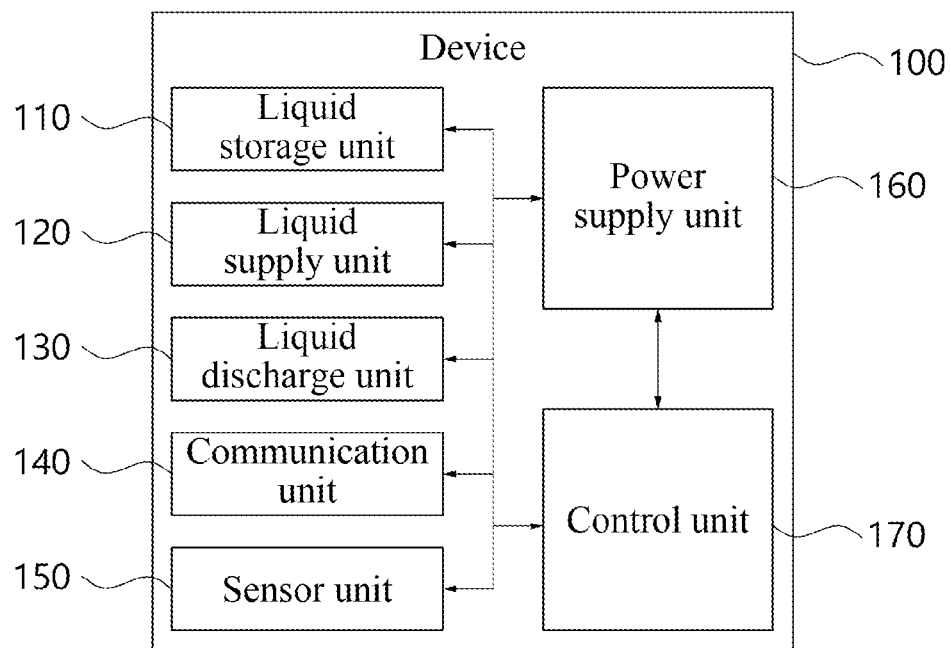 Device
100
110
Liquid
storage unit
120
Liquid
supply unit
130
Liquid
discharge unit
140
Communication
unit
150
Sensor unit
Power
supply unit
160
Control unit
170